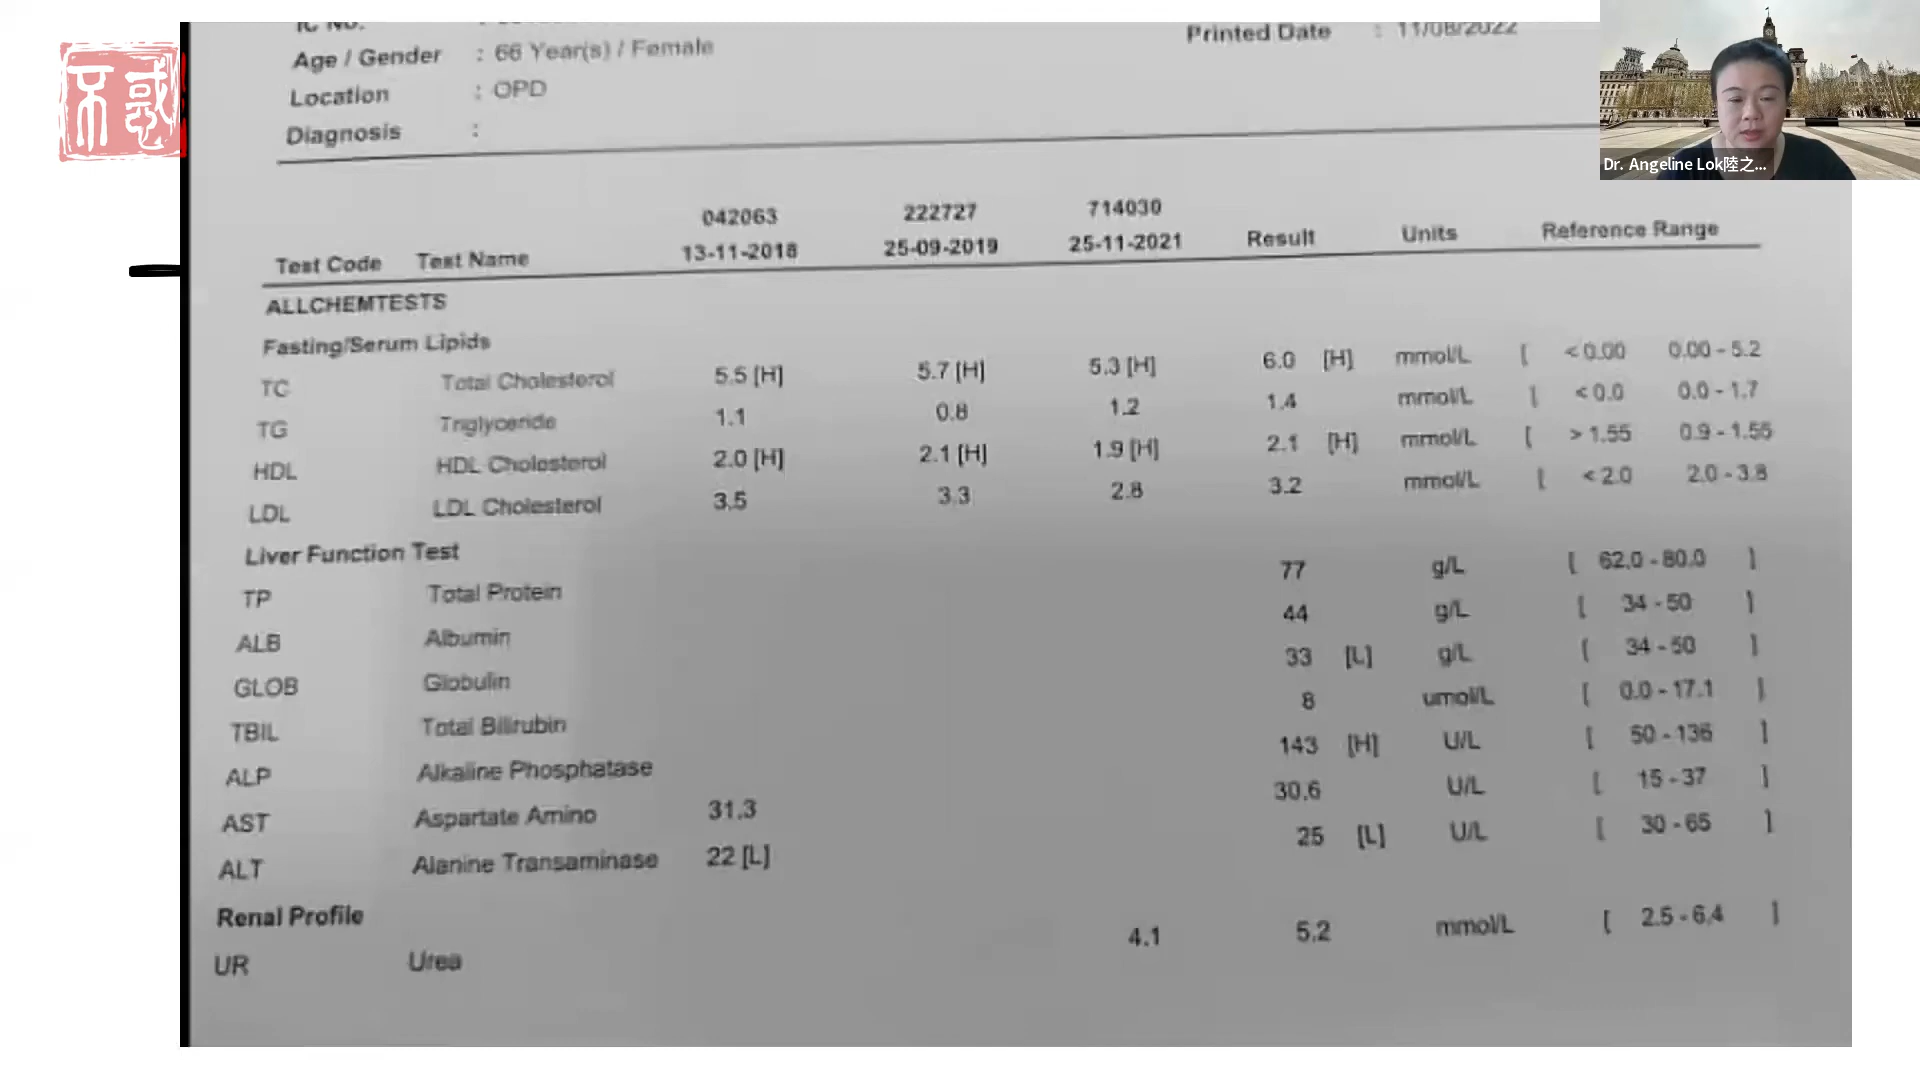 不惑
Age / Gender : 66 Year(s) / Female
Printed Date : 11/08/2022
Location : OPD
Diagnosis :
Dr. Angeline Lok陸之...
042063 222727 714030
Test Code Test Name 13-11-2018 25-09-2019 25-11-2021 Result Units Reference Range
ALLCHEMTESTS
Fasting/Serum Lipids
TC Total Cholesterol 5.5 [H] 5.7 [H] 5.3 [H] 6.0 [H] mmol/L [ < 0.00 0.00 - 5.2
TG Triglyceride 1.1 0.8 1.2 1.4 mmol/L [ < 0.0 0.0 - 1.7
HDL HDL Cholesterol 2.0 [H] 2.1 [H] 1.9 [H] 2.1 [H] mmol/L [ > 1.55 0.9 - 1.55
LDL LDL Cholesterol 3.5 3.3 2.8 3.2 mmol/L [ < 2.0 2.0 - 3.8
Liver Function Test
TP Total Protein 77 g/L [ 62.0 - 80.0 ]
ALB Albumin 44 g/L [ 34 - 50 ]
GLOB Globulin 33 [L] g/L [ 34 - 50 ]
TBIL Total Bilirubin 8 umol/L [ 0.0 - 17.1 ]
ALP Alkaline Phosphatase 143 [H] U/L [ 50 - 136 ]
AST Aspartate Amino 31.3 30.6 U/L [ 15 - 37 ]
ALT Alanine Transaminase 22 [L] 25 [L] U/L [ 30 - 65 ]
Renal Profile
UR Urea 4.1 5.2 mmol/L [ 2.5 - 6.4 ]